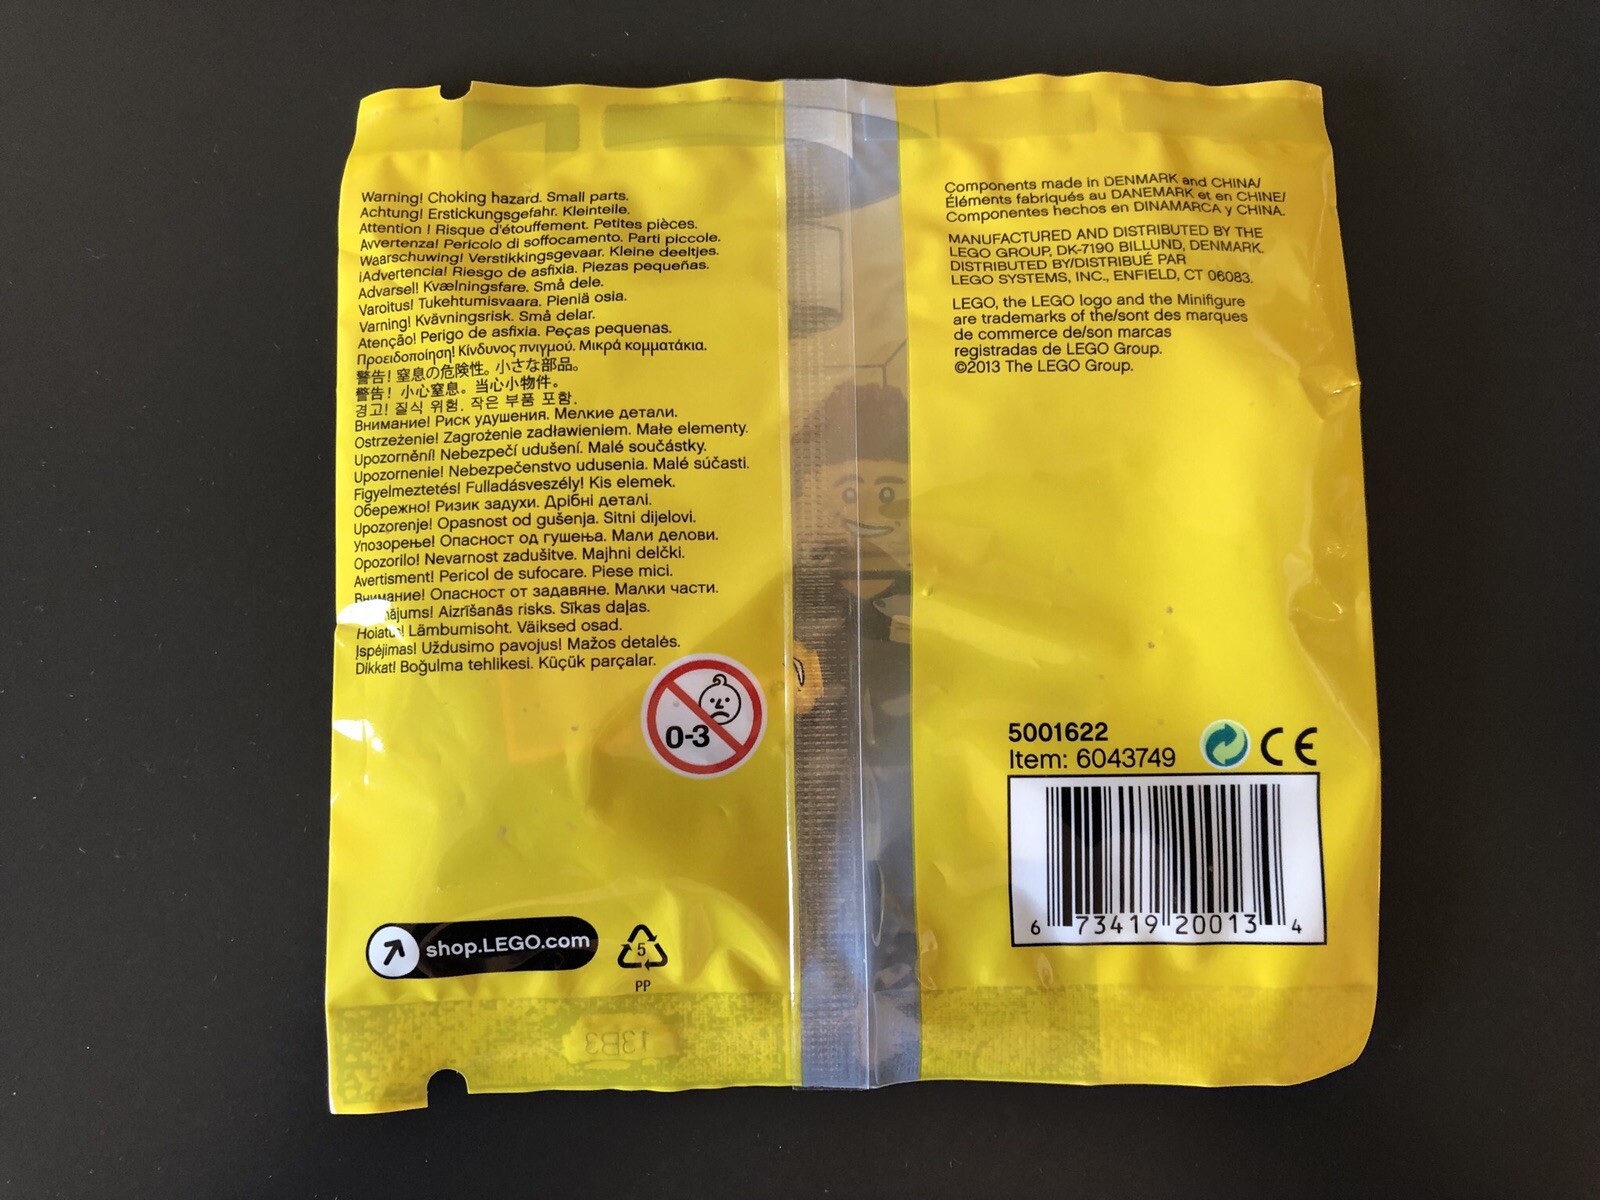 Warning! Choking hazard. Small parts.
Achtung! Erstickungsgefahr. Kleinteile.
Attention ! Risque d'étouffement. Petites pièces.
Avvertenza! Pericolo di soffocamento. Parti piccole.
Waarschuwing! Verstikkingsgevaar. Kleine deeltjes.
¡Advertencia! Riesgo de asfixia. Piezas pequeñas.
Advarsel! Kvælningsfare. Små dele.
Varoitus! Tukehtumisvaara. Pieniä osia.
Varning! Kvävningsrisk. Små delar.
Atenção! Perigo de asfixia. Peças pequenas.
Προειδοποίηση! Κίνδυνος πνιγμού. Μικρά κομματάκια.
警告! 窒息の危険性。小さな部品。
警告! 小心窒息。当心小物件。
경고! 질식 위험. 작은 부품 포함.
Внимание! Риск удушения. Мелкие детали.
Ostrzeżenie! Zagrożenie zadławieniem. Małe elementy.
Upozornění! Nebezpečí udušení. Malé součástky.
Upozornenie! Nebezpečenstvo udusenia. Malé súčasti.
Figyelmeztetés! Fulladásveszély! Kis elemek.
Обережно! Ризик задухи. Дрібні деталі.
Upozorenje! Opasnost od gušenja. Sitni dijelovi.
Упозорење! Опасност од гушења. Мали делови.
Opozorilo! Nevarnost zadušitve. Majhni delčki.
Avertisment! Pericol de sufocare. Piese mici.
Внимание! Опасност от задавяне. Малки части.
Aizrīšanās risks. Sīkas daļas.
Hoiatus! Lämbumisoht. Väiksed osad.
Įspėjimas! Uždusimo pavojus! Mažos detalės.
Dikkat! Boğulma tehlikesi. Küçük parçalar.
0-3
shop.LEGO.com
5
PP
13B3
Components made in DENMARK and CHINA/
Éléments fabriqués au DANEMARK et en CHINE/
Componentes hechos en DINAMARCA y CHINA.
MANUFACTURED AND DISTRIBUTED BY THE
LEGO GROUP, DK-7190 BILLUND, DENMARK.
DISTRIBUTED BY/DISTRIBUÉ PAR
LEGO SYSTEMS, INC., ENFIELD, CT 06083.
LEGO, the LEGO logo and the Minifigure
are trademarks of the/sont des marques
de commerce de/son marcas
registradas de LEGO Group.
©2013 The LEGO Group.
5001622
Item: 6043749
CE
6 73419 20013 4